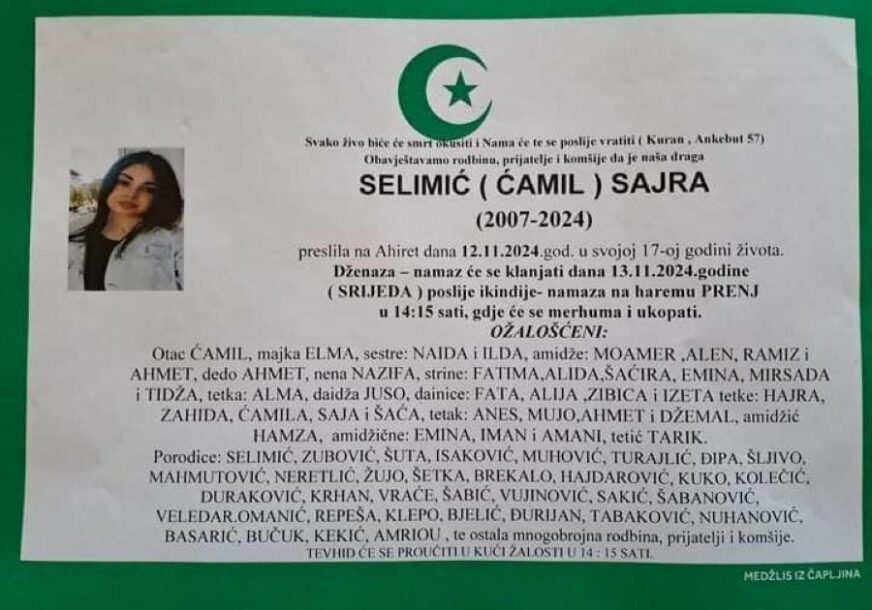 Svako živo biće će smrt okusiti i Nama će te se poslije vratiti ( Kuran , Ankebut 57)
Obavještavamo rodbinu, prijatelje i komšije da je naša draga
SELIMIĆ ( ĆAMIL ) SAJRA
(2007-2024)
preslila na Ahiret dana 12.11.2024.god. u svojoj 17-oj godini života.
Dženaza – namaz će se klanjati dana 13.11.2024.godine
( SRIJEDA ) poslije ikindije- namaza na haremu PRENJ
u 14:15 sati, gdje će se merhuma i ukopati.
OŽALOŠĆENI:
Otac ĆAMIL, majka ELMA, sestre: NAIDA i ILDA, amidže: MOAMER ,ALEN, RAMIZ i
AHMET, dedo AHMET, nena NAZIFA, strine: FATIMA,ALIDA,ŠAĆIRA, EMINA, MIRSADA
i TIDŽA, tetka: ALMA, daidža JUSO, dainice: FATA, ALIJA ,ZIBICA i IZETA tetke: HAJRA,
ZAHIDA, ĆAMILA, SAJA i ŠAĆA, tetak: ANES, MUJO,AHMET i DŽEMAL, amidžić
HAMZA, amidžične: EMINA, IMAN i AMANI, tetić TARIK.
Porodice: SELIMIĆ, ZUBOVIĆ, ŠUTA, ISAKOVIĆ, MUHOVIĆ, TURAJLIĆ, ĐIPA, ŠLJIVO,
MAHMUTOVIĆ, NERETLIĆ, ŽUJO, ŠETKA, BREKALO, HAJDAROVIĆ, KUKO, KOLEČIĆ,
DURAKOVIĆ, KRHAN, VRAĆE, ŠABIĆ, VUJINOVIĆ, SAKIĆ, ŠABANOVIĆ,
VELEDAR.OMANIĆ, REPEŠA, KLEPO, BJELIĆ, ĐURIJAN, TABAKOVIĆ, NUHANOVIĆ,
BASARIĆ, BUČUK, KEKIĆ, AMRIOU , te ostala mnogobrojna rodbina, prijatelji i komšije.
TEVHID ĆE SE PROUČITI U KUĆI ŽALOSTI U 14 : 15 SATI.
MEDŽLIS IZ ČAPLJINA